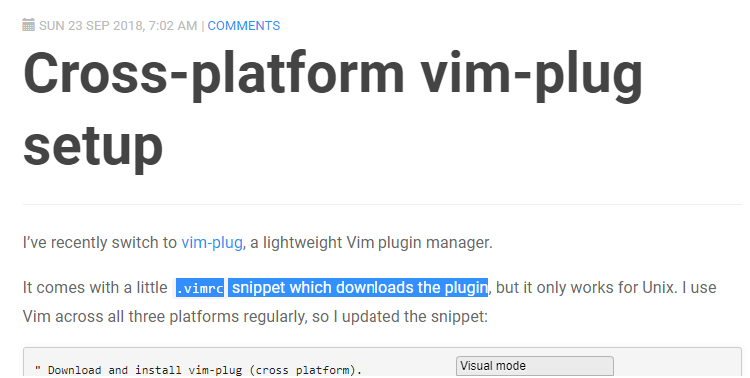 SUN 23 SEP 2018, 7:02 AM | COMMENTS
Cross-platform vim-plug
setup
I've recently switch to vim-plug, a lightweight Vim plugin manager.
It comes with a little .vimrc snippet which downloads the plugin, but it only works for Unix. I use
Vim across all three platforms regularly, so I updated the snippet:
" Download and install vim-plug (cross platform).
Visual mode